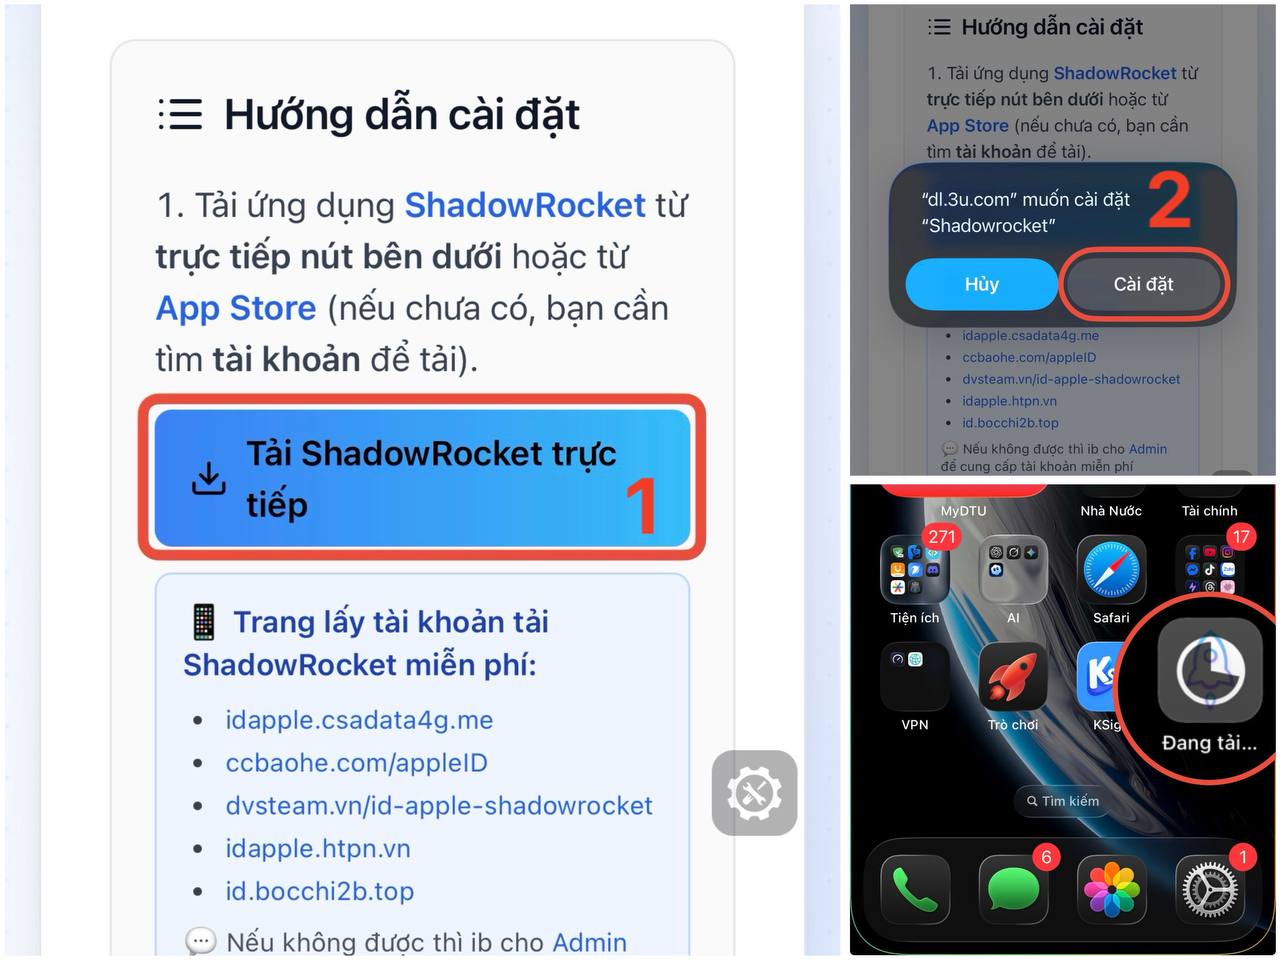 Hướng dẫn cài đặt
1. Tải ứng dụng ShadowRocket từ
trực tiếp nút bên dưới hoặc từ
App Store (nếu chưa có, bạn cần
tìm tài khoản để tải).
Tải ShadowRocket trực
tiếp
1
Trang lấy tài khoản tải
ShadowRocket miễn phí:
• idapple.csadata4g.me
• ccbaohe.com/appleID
• dvsteam.vn/id-apple-shadowrocket
• idapple.htpn.vn
• id.bocchi2b.top
Nếu không được thì ib cho Admin
Hướng dẫn cài đặt
1. Tải ứng dụng ShadowRocket từ
trực tiếp nút bên dưới hoặc từ
App Store (nếu chưa có, bạn cần
tìm tài khoản để tải).
"dl.3u.com" muốn cài đặt
"Shadowrocket"
2
Hủy
Cài đặt
• idapple.csadata4g.me
• ccbaohe.com/appleID
• dvsteam.vn/id-apple-shadowrocket
• idapple.htpn.vn
• id.bocchi2b.top
Nếu không được thì ib cho Admin
để cung cấp tài khoản miễn phí
MyDTU
Nhà Nước
Tài chính
271
17
Tiện ích
AI
Safari
VPN
Trò chơi
KSig
Đang tải...
Tìm kiếm
6
1